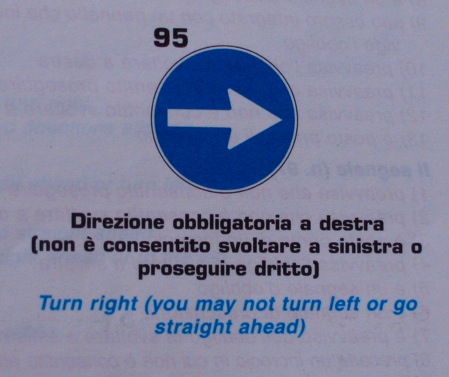 95
Direzione obbligatoria a destra
(non è consentito svoltare a sinistra o
proseguire dritto)
Turn right (you may not turn left or go
straight ahead)